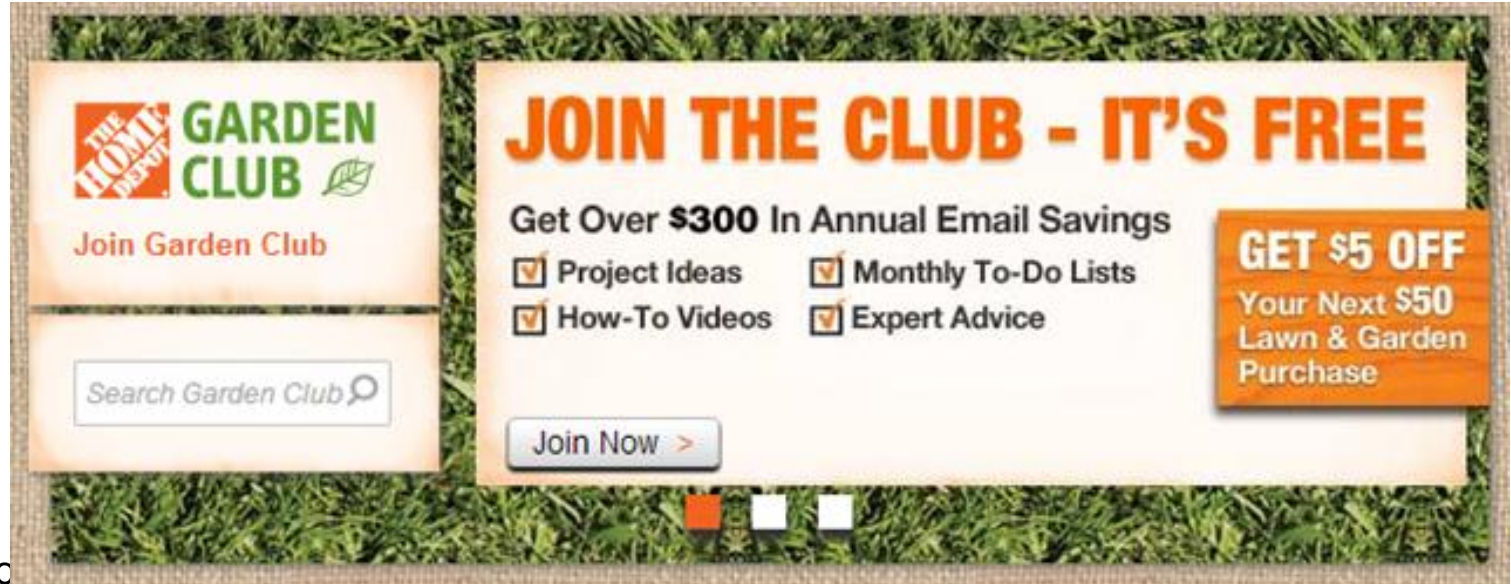 THE
HOME
DEPOT
GARDEN
CLUB
Join Garden Club
Search Garden Club
JOIN THE CLUB - IT'S FREE
Get Over $300 In Annual Email Savings
Project Ideas
Monthly To-Do Lists
How-To Videos
Expert Advice
GET $5 OFF
Your Next $50
Lawn & Garden
Purchase
Join Now >